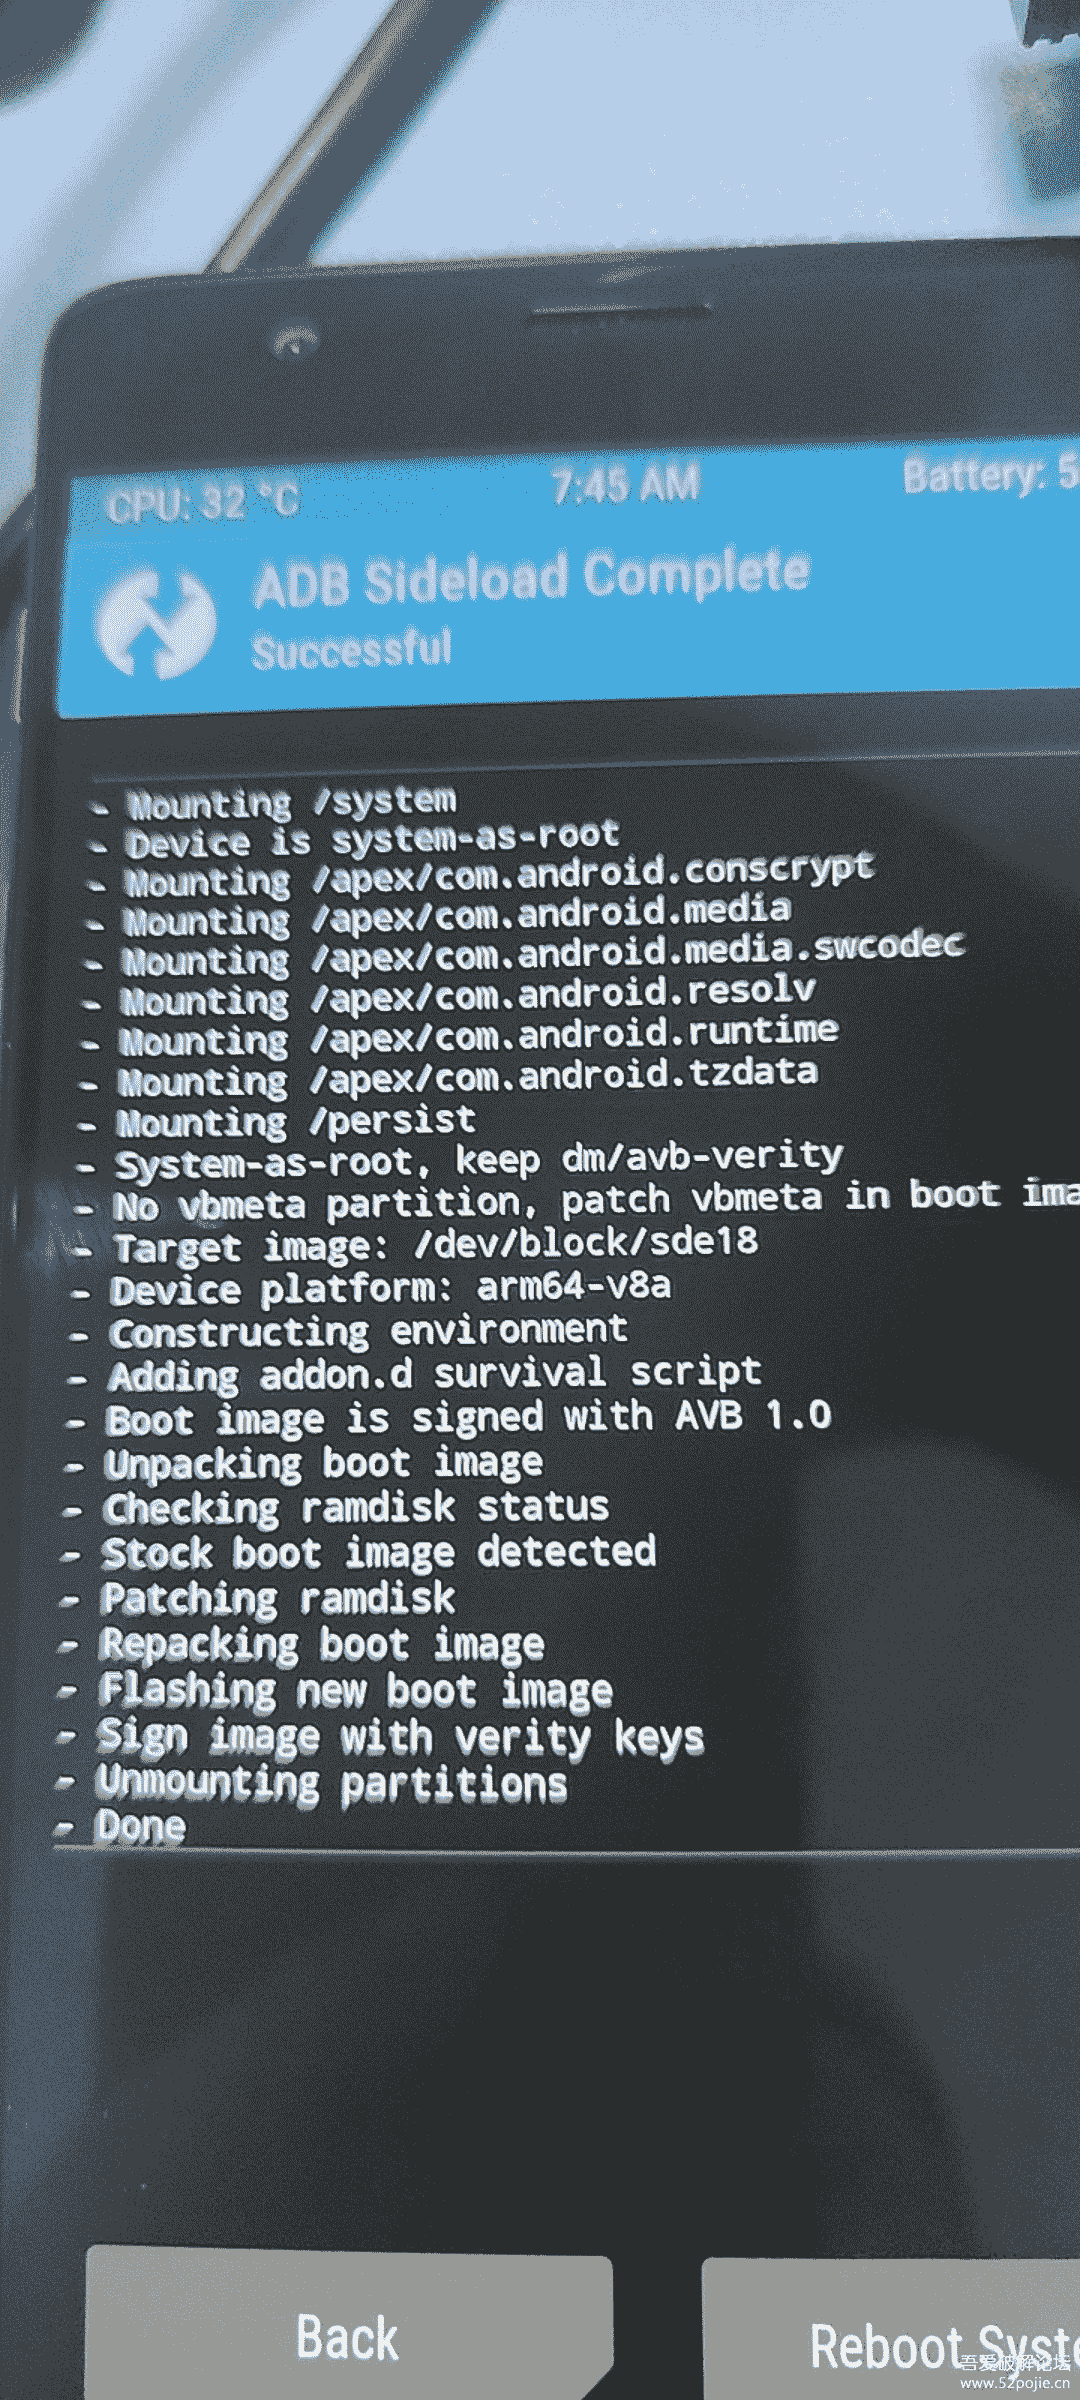 CPU: 32 °C
7:45 AM
Battery: 5
ADB Sideload Complete
Successful
- Mounting /system
- Device is system-as-root
- Mounting /apex/com.android.conscrypt
- Mounting /apex/com.android.media
- Mounting /apex/com.android.media.swcodec
- Mounting /apex/com.android.resolv
- Mounting /apex/com.android.runtime
- Mounting /apex/com.android.tzdata
- Mounting /persist
- System-as-root, keep dm/avb-verity
- No vbmeta partition, patch vbmeta in boot ima
- Target image: /dev/block/sde18
- Device platform: arm64-v8a
- Constructing environment
- Adding addon.d survival script
- Boot image is signed with AVB 1.0
- Unpacking boot image
- Checking ramdisk status
- Stock boot image detected
- Patching ramdisk
- Repacking boot image
- Flashing new boot image
- Sign image with verity keys
- Unmounting partitions
- Done
Back
Reboot Syste
吾爱破解论坛
www.52pojie.cn